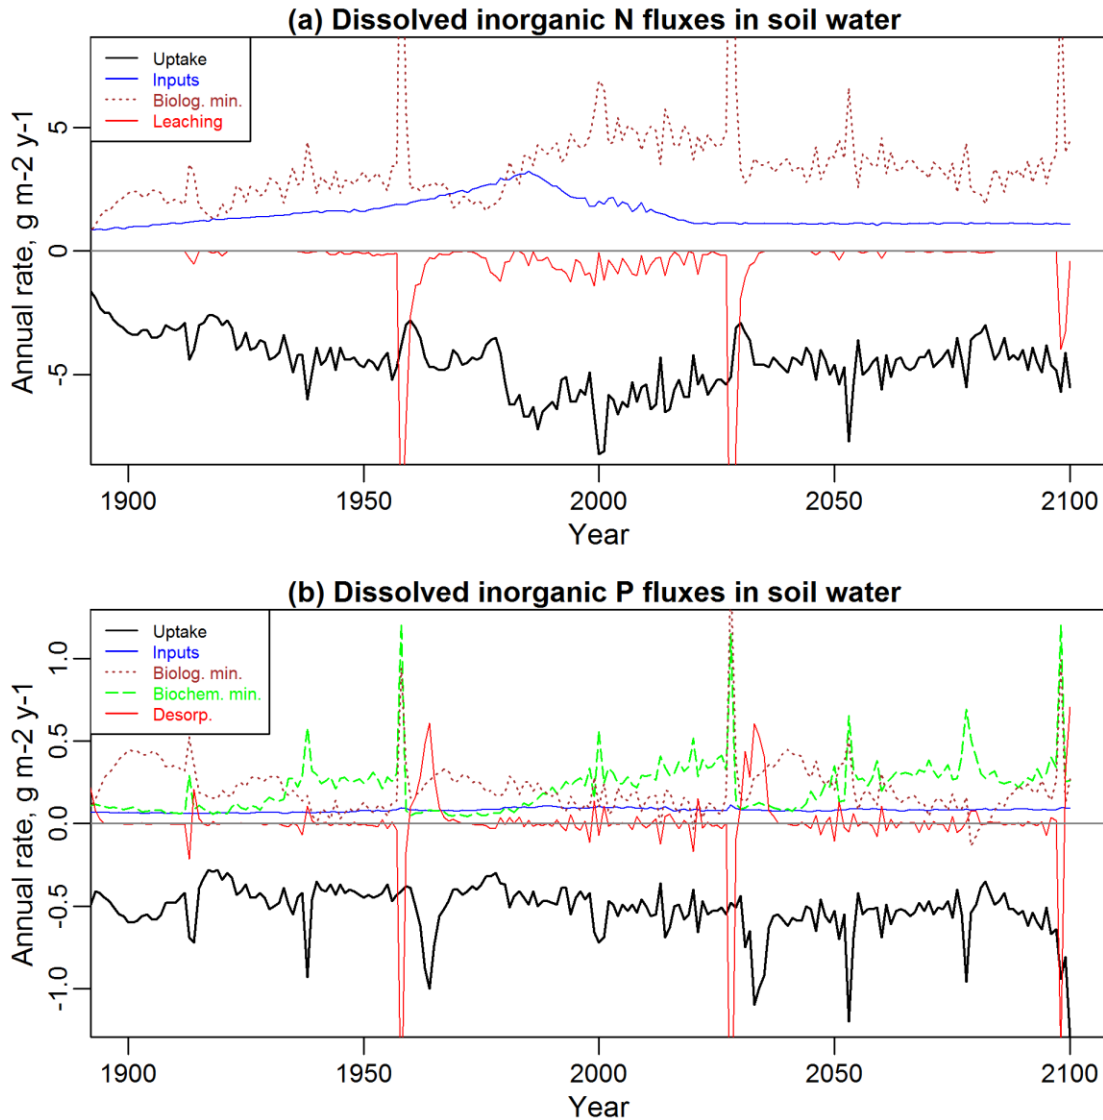 (a) Dissolved inorganic N fluxes in soil water
Uptake
Inputs
Biolog. min.
Leaching
Annual rate, g m-2 y-1
5
0
-5
1900 1950 2000 2050 2100
Year
(b) Dissolved inorganic P fluxes in soil water
Uptake
Inputs
Biolog. min.
Biochem. min.
Desorp.
Annual rate, g m-2 y-1
1.0
0.5
0.0
-0.5
-1.0
1900 1950 2000 2050 2100
Year